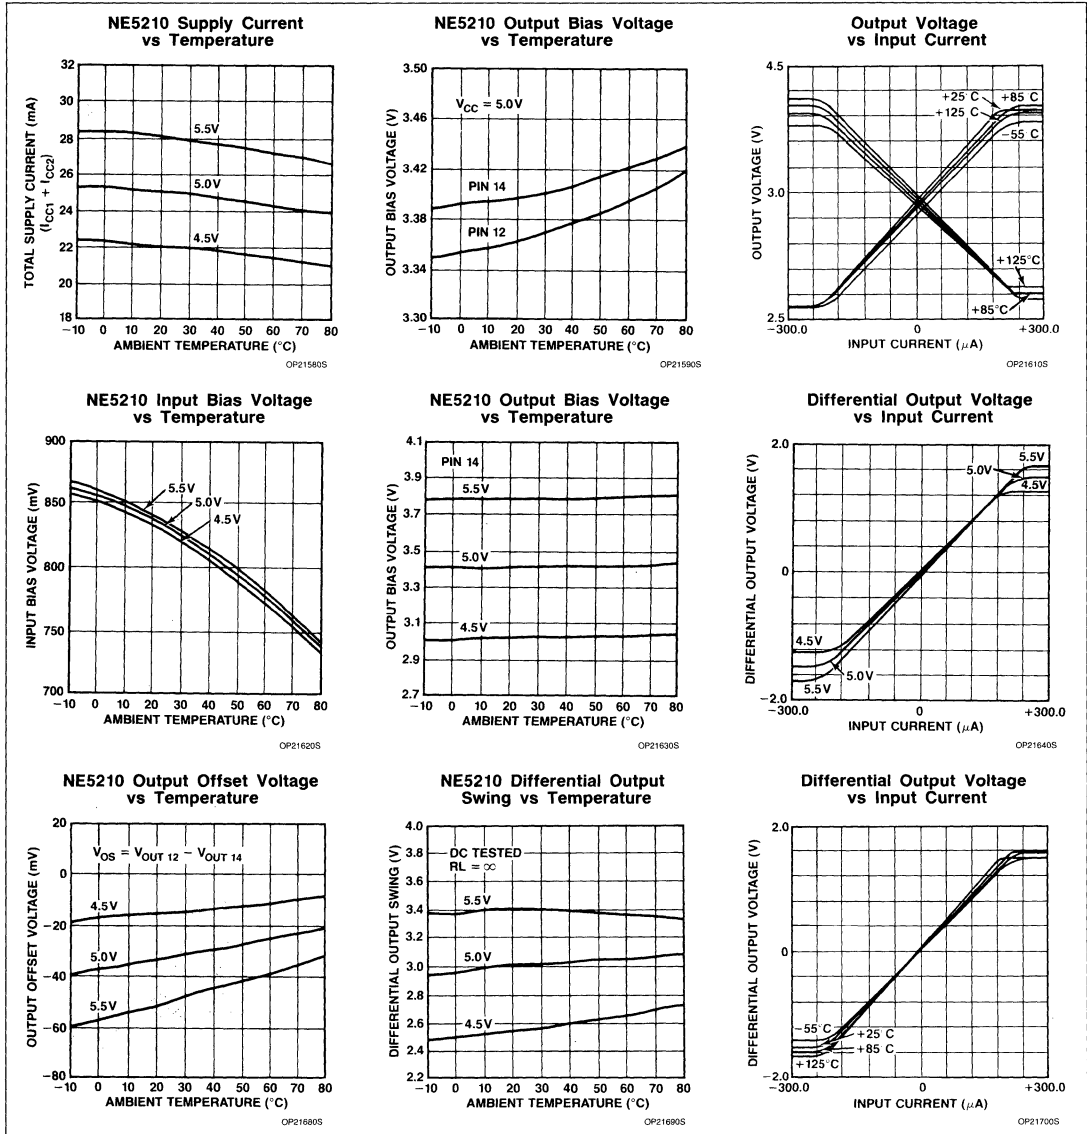 NE5210 Supply Current
vs Temperature
TOTAL SUPPLY CURRENT (mA)
(ICC1 + ICC2)
32
30
28
26
24
22
20
18
5.5V
5.0V
4.5V
−10 0 10 20 30 40 50 60 70 80
AMBIENT TEMPERATURE (°C)
OP21580S
NE5210 Output Bias Voltage
vs Temperature
OUTPUT BIAS VOLTAGE (V)
3.50
3.46
3.42
3.38
3.34
3.30
VCC = 5.0V
PIN 14
PIN 12
−10 0 10 20 30 40 50 60 70 80
AMBIENT TEMPERATURE (°C)
OP21590S
Output Voltage
vs Input Current
OUTPUT VOLTAGE (V)
4.5
3.0
2.5
+25°C
+85 C
+125 C
−55 C
+125°C
+85°C
−300.0 0 +300.0
INPUT CURRENT (μA)
OP21610S
NE5210 Input Bias Voltage
vs Temperature
INPUT BIAS VOLTAGE (mV)
900
850
800
750
700
5.5V
5.0V
4.5V
−10 0 10 20 30 40 50 60 70 80
AMBIENT TEMPERATURE (°C)
OP21620S
NE5210 Output Bias Voltage
vs Temperature
OUTPUT BIAS VOLTAGE (V)
4.1
3.9
3.7
3.5
3.3
3.1
2.9
2.7
PIN 14
5.5V
5.0V
4.5V
−10 0 10 20 30 40 50 60 70 80
AMBIENT TEMPERATURE (°C)
OP21630S
Differential Output Voltage
vs Input Current
DIFFERENTIAL OUTPUT VOLTAGE (V)
2.0
0
−2.0
5.5V
5.0V
4.5V
4.5V
5.0V
5.5V
−300.0 0 +300.0
INPUT CURRENT (μA)
OP21640S
NE5210 Output Offset Voltage
vs Temperature
OUTPUT OFFSET VOLTAGE (mV)
20
0
−20
−40
−60
−80
VOS = VOUT 12 − VOUT 14
4.5V
5.0V
5.5V
−10 0 10 20 30 40 50 60 70 80
AMBIENT TEMPERATURE (°C)
OP21680S
NE5210 Differential Output
Swing vs Temperature
DIFFERENTIAL OUTPUT SWING (V)
4.0
3.8
3.6
3.4
3.2
3.0
2.8
2.6
2.4
2.2
DC TESTED
RL = ∞
5.5V
5.0V
4.5V
−10 0 10 20 30 40 50 60 70 80
AMBIENT TEMPERATURE (°C)
OP21690S
Differential Output Voltage
vs Input Current
DIFFERENTIAL OUTPUT VOLTAGE (V)
2.0
0
−2.0
−55°C
+25°C
+85 C
+125°C
−300.0 0 +300.0
INPUT CURRENT (μA)
OP21700S